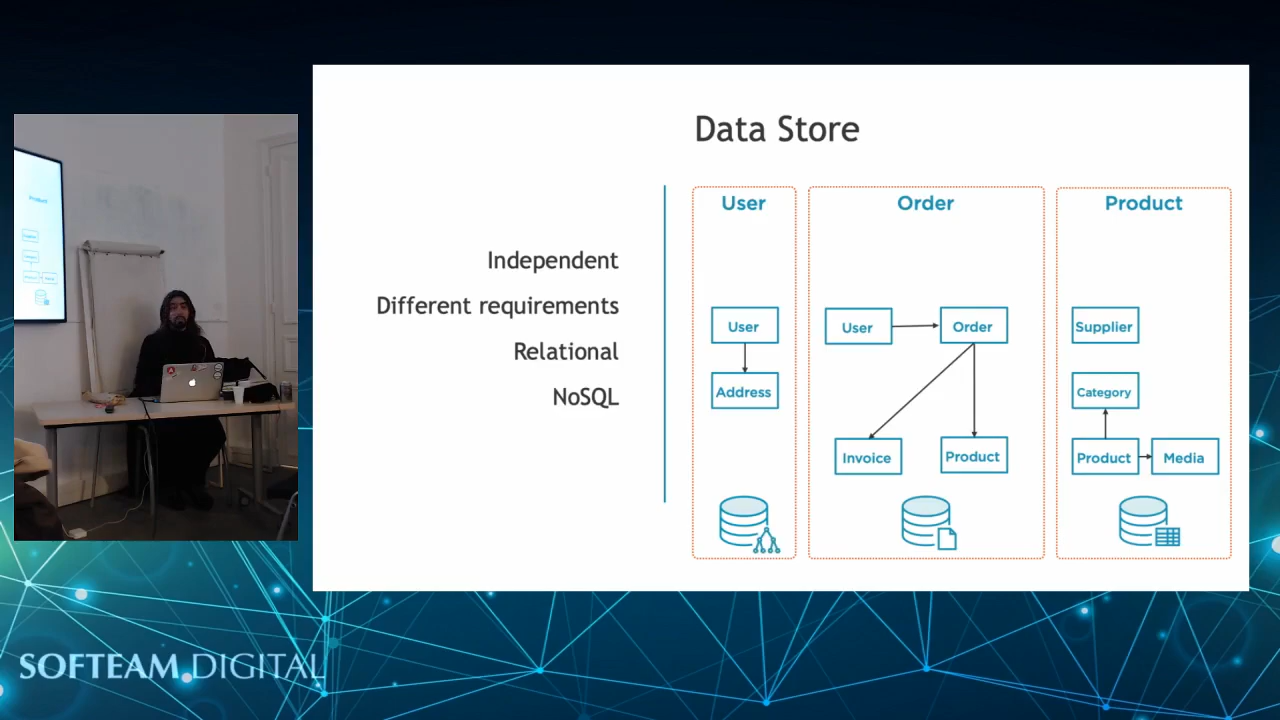 Data Store
Independent
Different requirements
Relational
NoSQL
User
User
Address
Order
User
Order
Invoice
Product
Product
Supplier
Category
Product
Media
Product
SOFTEAM DIGITAL